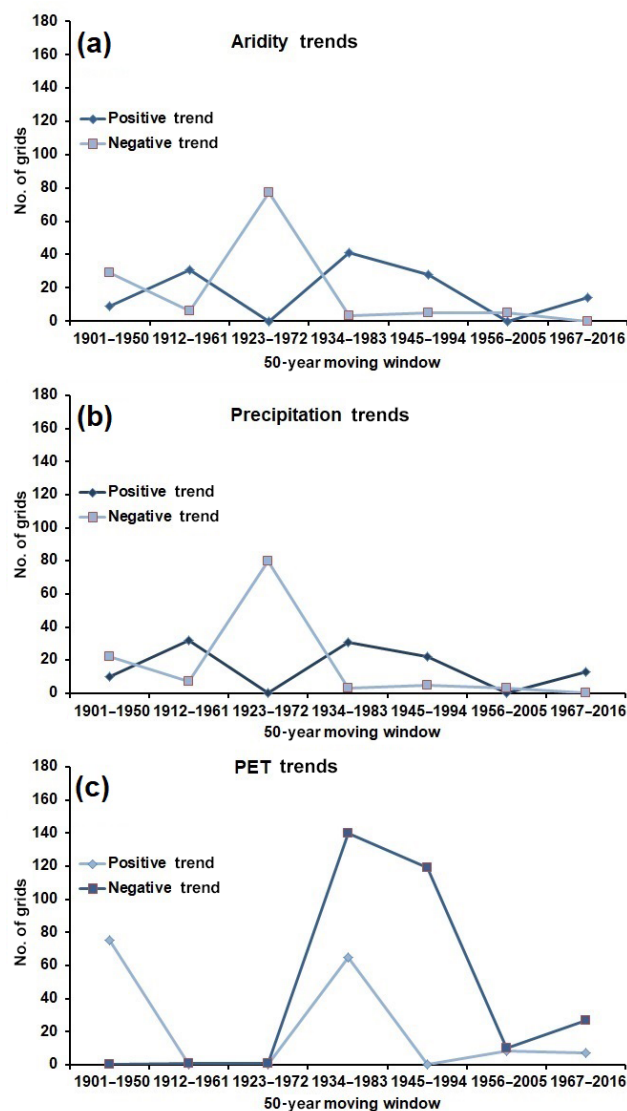 (a)
Aridity trends
180
160
140
120
100
80
60
40
20
0
No. of grids
Positive trend
Negative trend
1901–1950 1912–1961 1923–1972 1934–1983 1945–1994 1956–2005 1967–2016
50-year moving window
(b)
Precipitation trends
180
160
140
120
100
80
60
40
20
0
No. of grids
Positive trend
Negative trend
1901–1950 1912–1961 1923–1972 1934–1983 1945–1994 1956–2005 1967–2016
50-year moving window
PET trends
(c)
180
160
140
120
100
80
60
40
20
0
No. of grids
Positive trend
Negative trend
1901–1950 1912–1961 1923–1972 1934–1983 1945–1994 1956–2005 1967–2016
50-year moving window